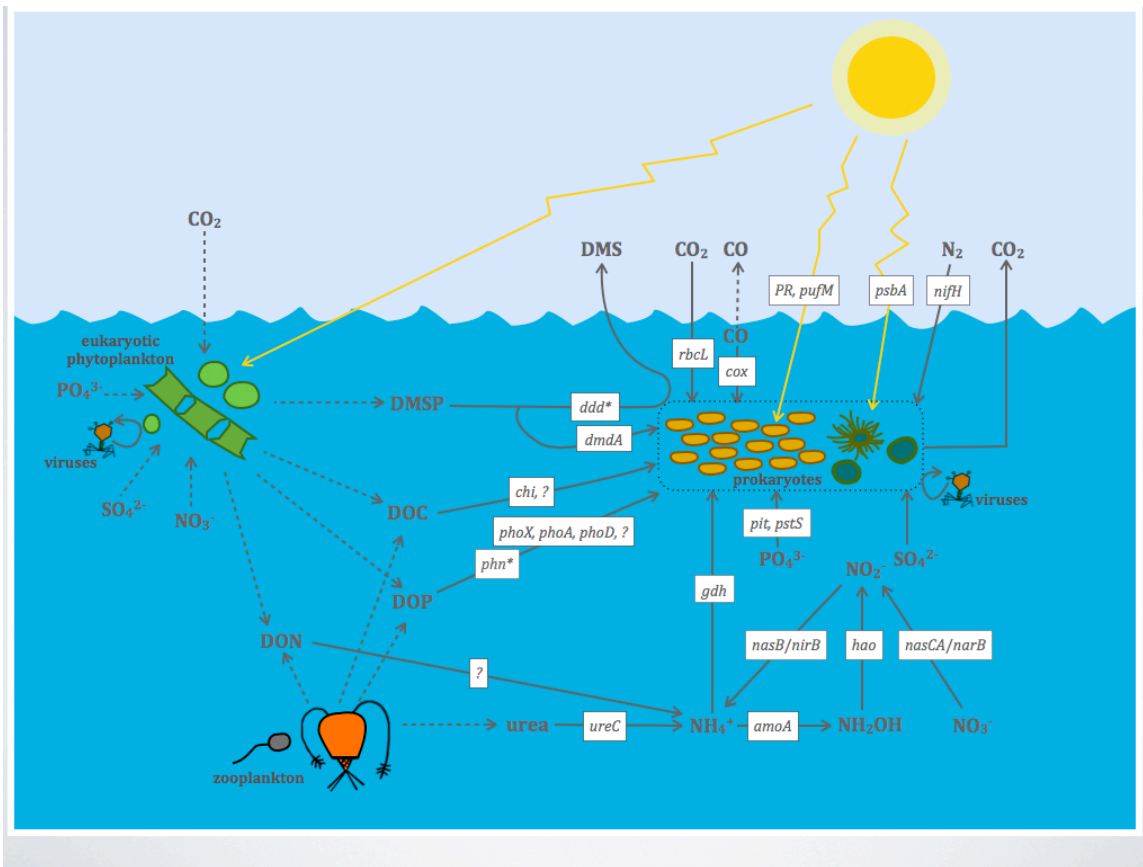 CO₂
DMS
CO₂
CO
N₂
CO₂
PR, pufM
psbA
nifH
eukaryotic
phytoplankton
CO
rbcL
cox
PO₄³⁻
DMSP
ddd*
dmdA
viruses
prokaryotes
chi, ?
viruses
SO₄²⁻
NO₃⁻
DOC
phoX, phoA, phoD, ?
pit, pstS
phn*
PO₄³⁻
NO₂⁻
SO₄²⁻
gdh
DOP
DON
nasB/nirB
hao
nasCA/narB
?
urea
ureC
NH₄⁺
amoA
NH₂OH
NO₃⁻
zooplankton